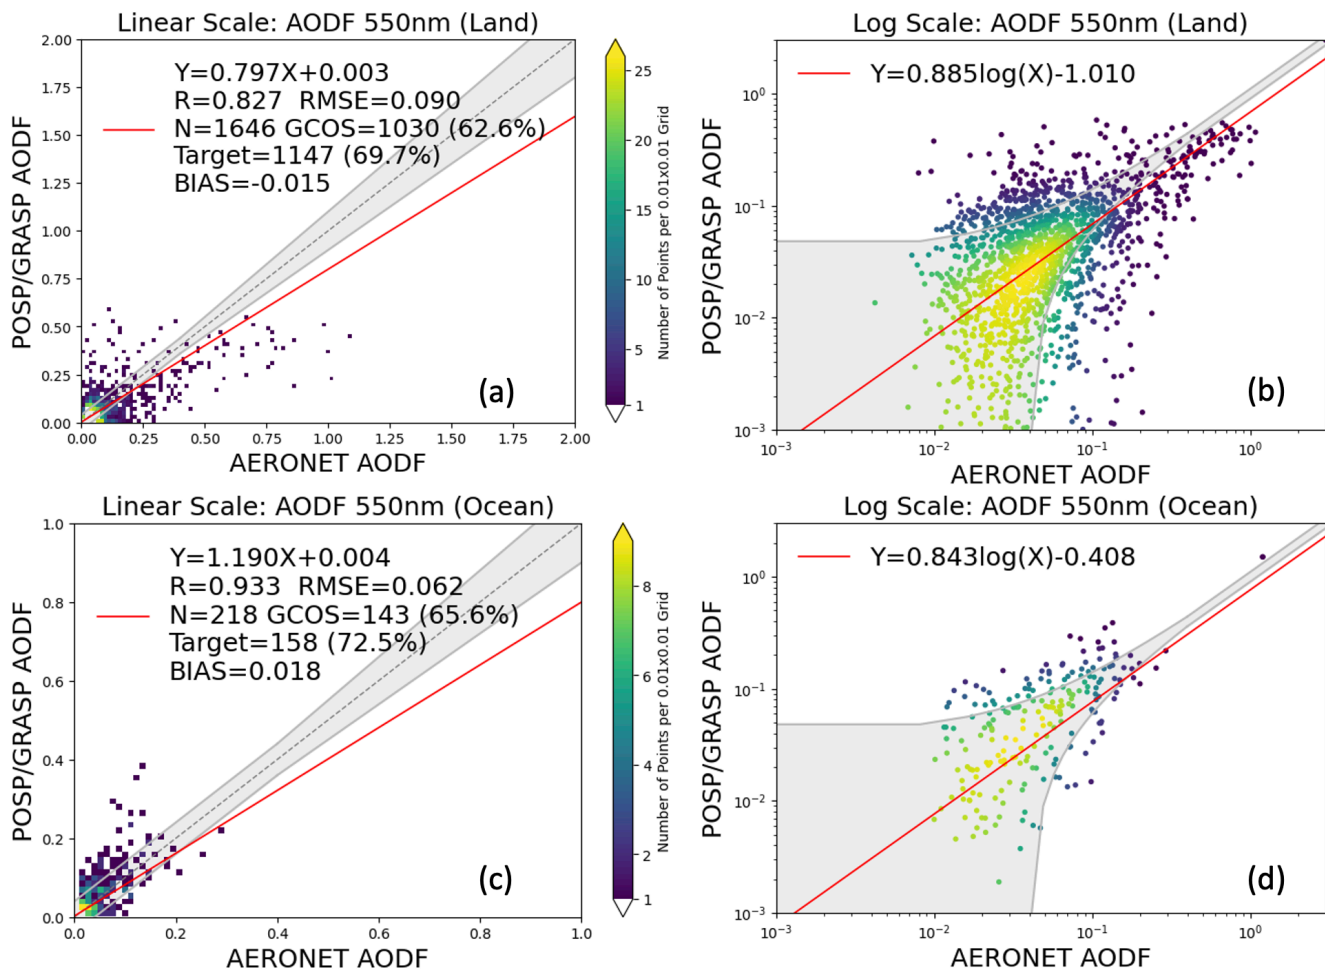 Linear Scale: AODF 550nm (Land)
2.00
1.75
1.50
1.25
1.00
0.75
0.50
0.25
0.00
POSP/GRASP AODF
Y=0.797X+0.003
R=0.827 RMSE=0.090
N=1646 GCOS=1030 (62.6%)
Target=1147 (69.7%)
BIAS=-0.015
(a)
0.00 0.25 0.50 0.75 1.00 1.25 1.50 1.75 2.00
AERONET AODF
25
20
15
10
5
1
Number of Points per 0.01x0.01 Grid
Log Scale: AODF 550nm (Land)
10⁰
10⁻¹
10⁻²
10⁻³
POSP/GRASP AODF
Y=0.885log(X)-1.010
(b)
10⁻³ 10⁻² 10⁻¹ 10⁰
AERONET AODF
Linear Scale: AODF 550nm (Ocean)
1.0
0.8
0.6
0.4
0.2
0.0
POSP/GRASP AODF
Y=1.190X+0.004
R=0.933 RMSE=0.062
N=218 GCOS=143 (65.6%)
Target=158 (72.5%)
BIAS=0.018
(c)
0.0 0.2 0.4 0.6 0.8 1.0
AERONET AODF
8
6
4
2
1
Number of Points per 0.01x0.01 Grid
Log Scale: AODF 550nm (Ocean)
10⁰
10⁻¹
10⁻²
10⁻³
POSP/GRASP AODF
Y=0.843log(X)-0.408
(d)
10⁻³ 10⁻² 10⁻¹ 10⁰
AERONET AODF